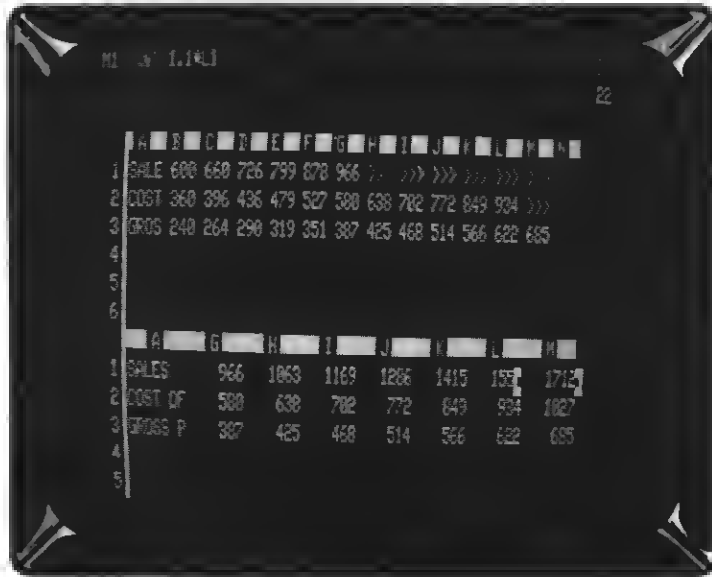 M1 1.1*L1
22
A B C D E F G H I J K L M N
1 SALE 600 660 726 799 878 966 >>> >>> >>> >>>
2 COST 360 396 436 479 527 580 638 702 772 849 934 >>>
3 GROS 240 264 290 319 351 387 425 468 514 566 622 685
4
5
6
A G H I J K L M
1 SALES 966 1063 1169 1286 1415 1712
2 COST OF 580 638 702 772 849 934 1027
3 GROSS P 387 425 468 514 566 622 685
4
5